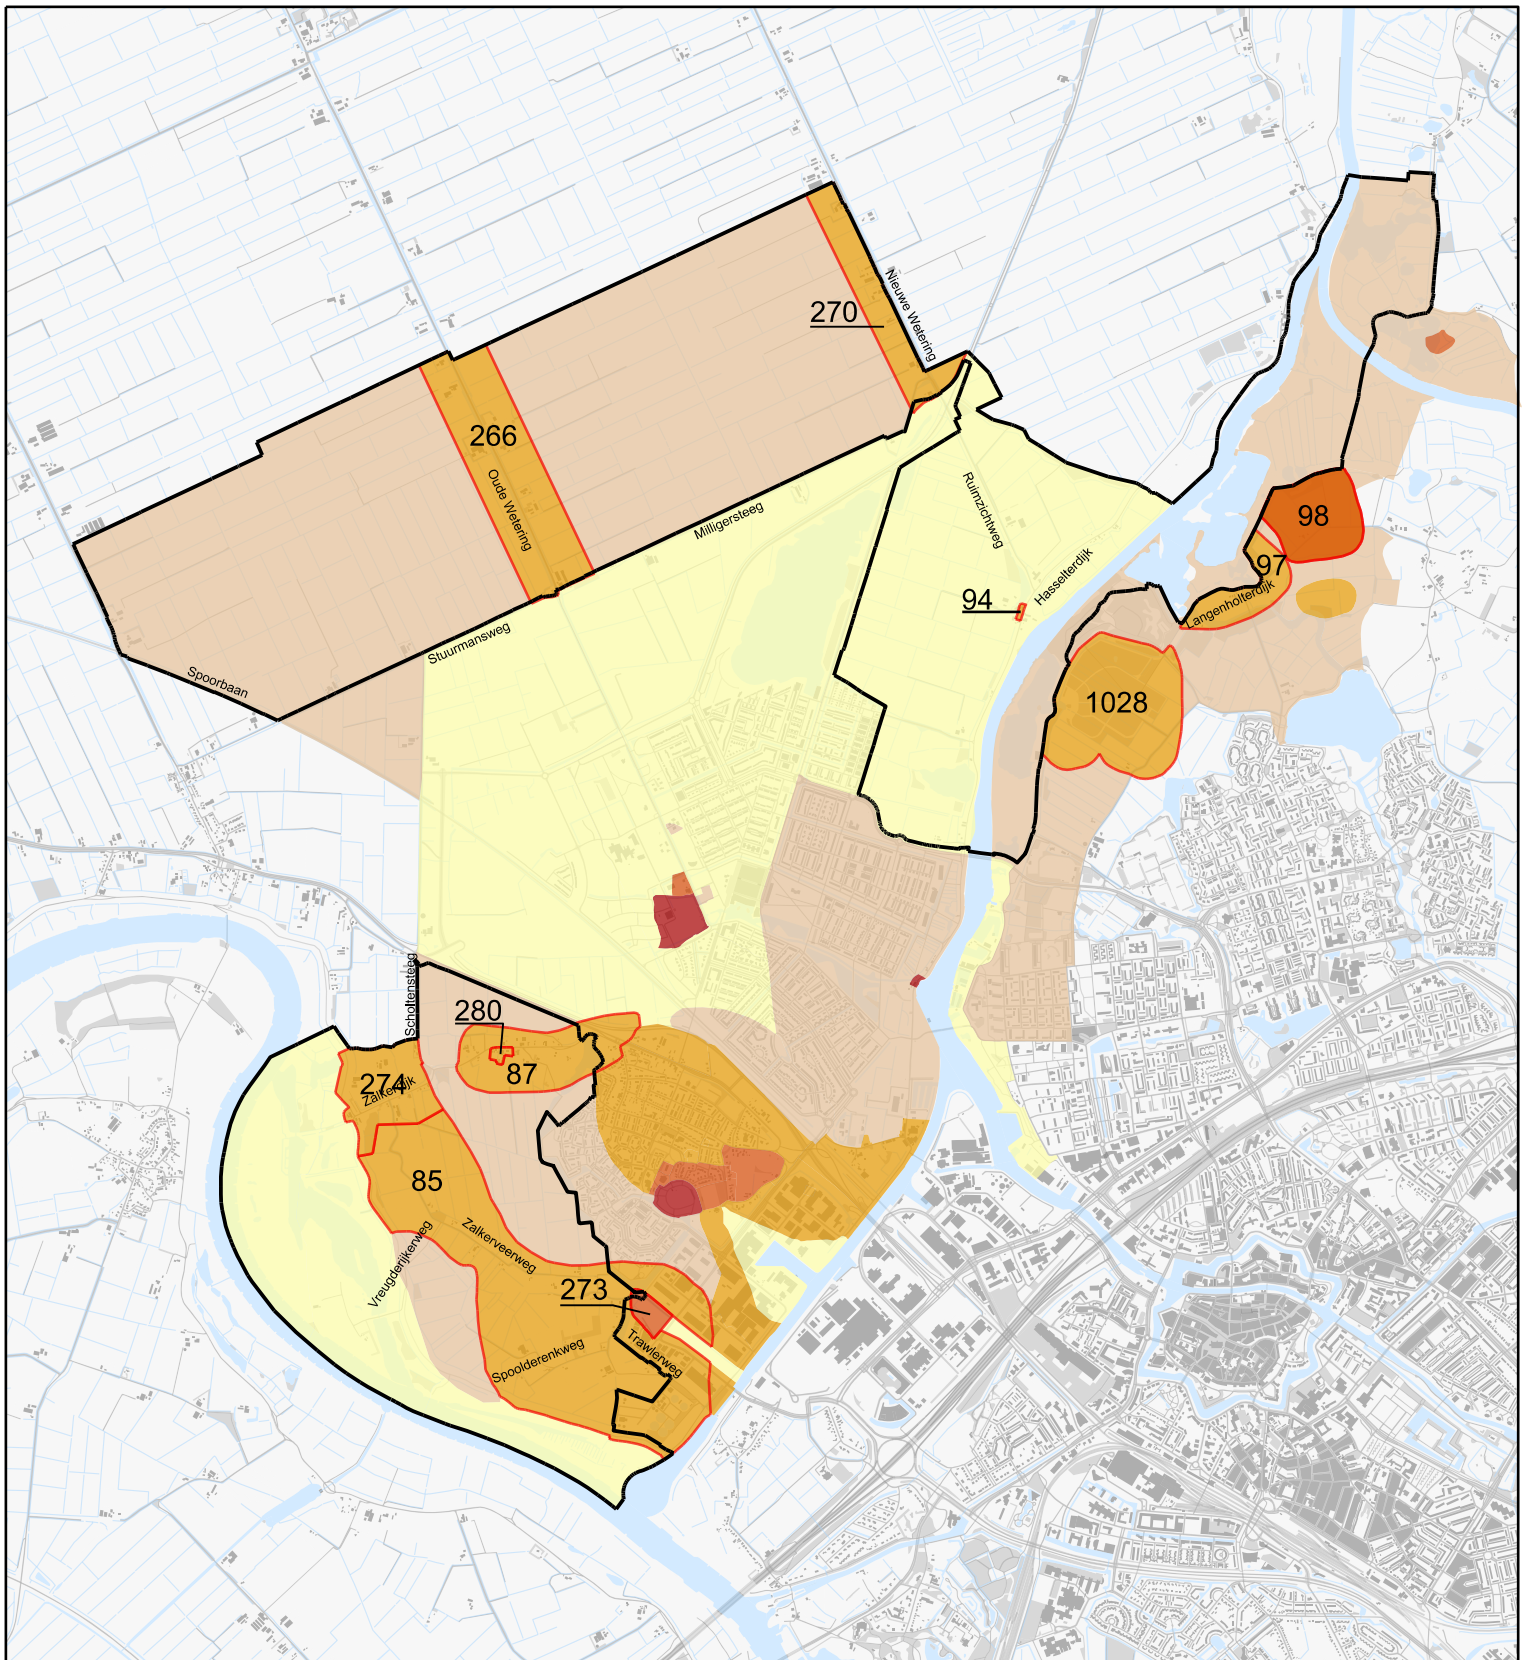 Nieuwe Wetering
270
266
Oude Wetering
Ruimzichtweg
Milligersteeg
98
97
Hasselterdijk
94
Langenholterdijk
Stuurmansweg
Spoorbaan
1028
Scholtensteeg
280
87
274
Zalkerdijk
85
Zalkerveerweg
Vreugderijkerweg
273
Trawlerweg
Spoolderenkweg